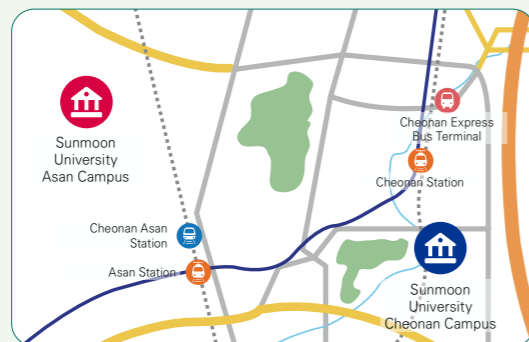 Sunmoon
University
Asan Campus
Cheonan Express
Bus Terminal
Cheonan Station
Cheonan Asan
Station
Asan Station
Sunmoon
University
Cheonan Campus